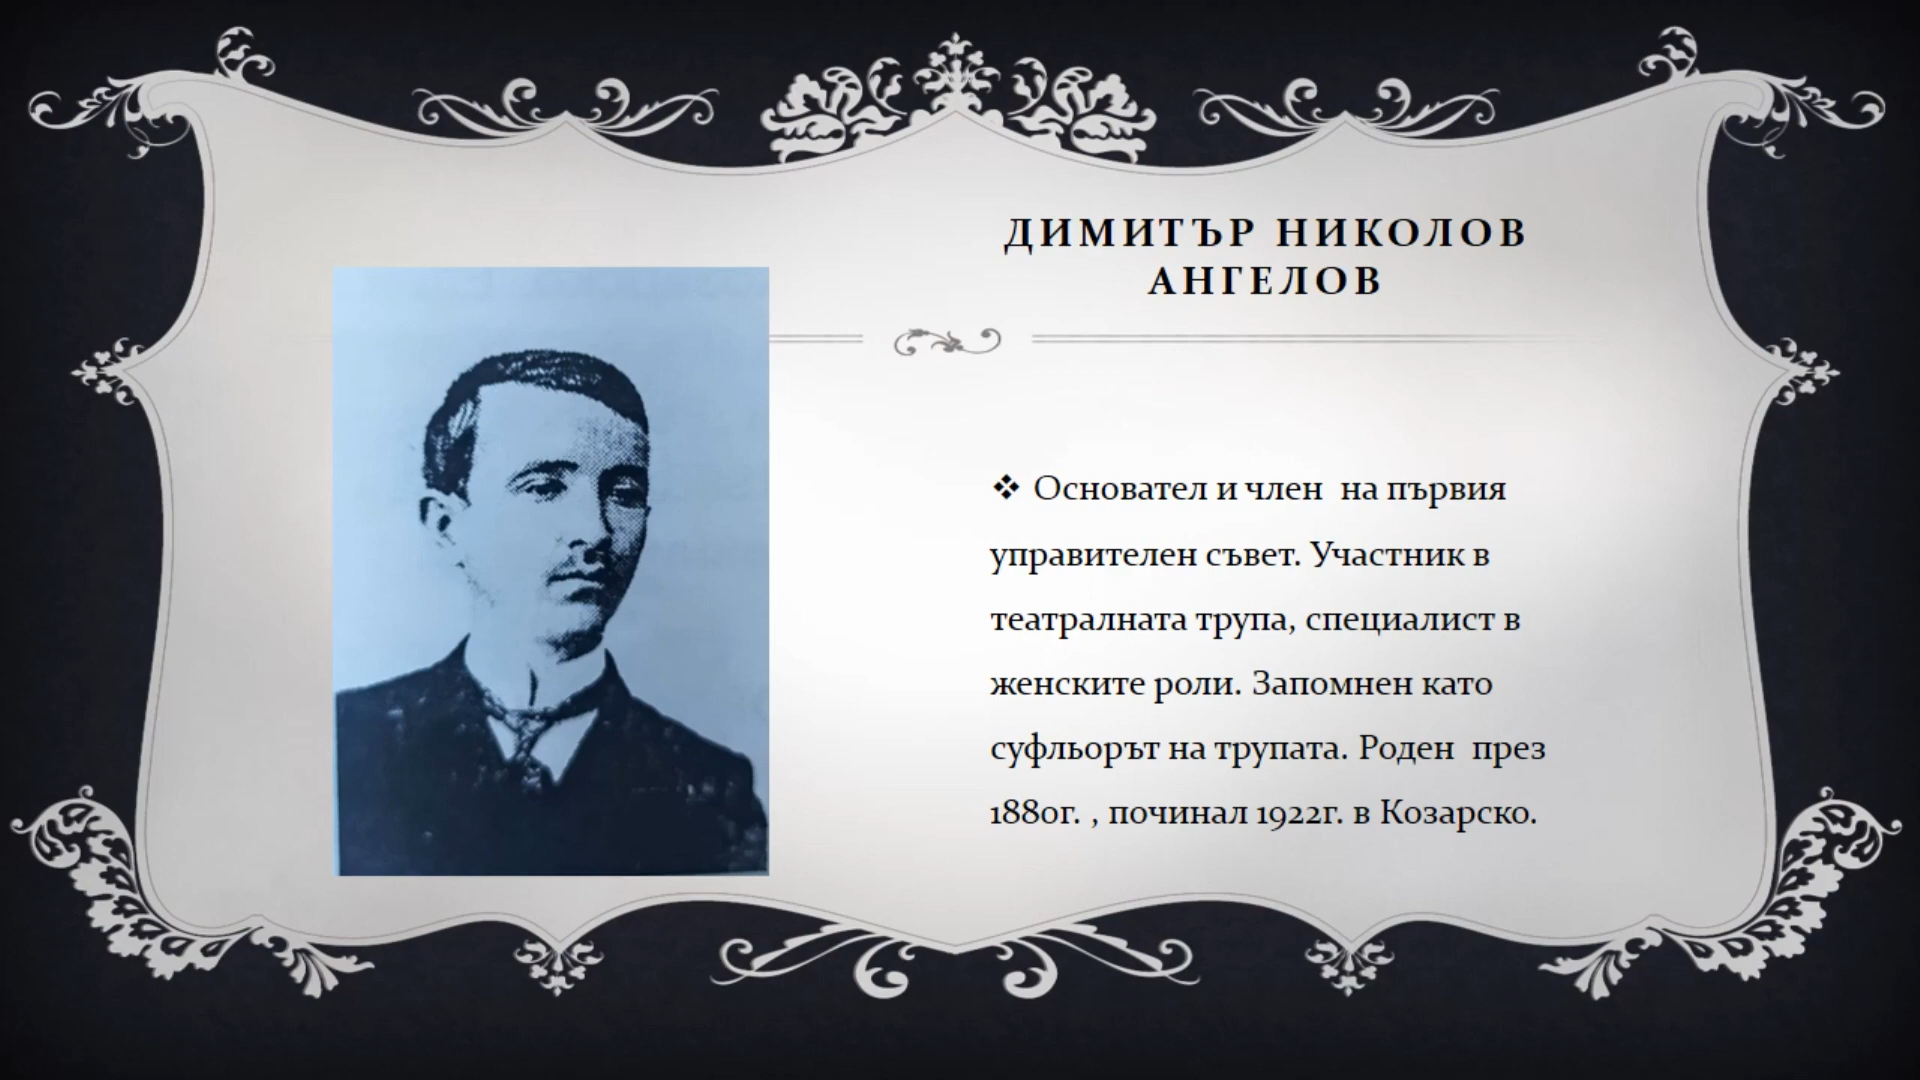 ДИМИТЪР НИКОЛОВ
АНГЕЛОВ
❖ Основател и член на първия
управителен съвет. Участник в
театралната трупа, специалист в
женските роли. Запомнен като
суфльорът на трупата. Роден през
1880г. , починал 1922г. в Козарско.